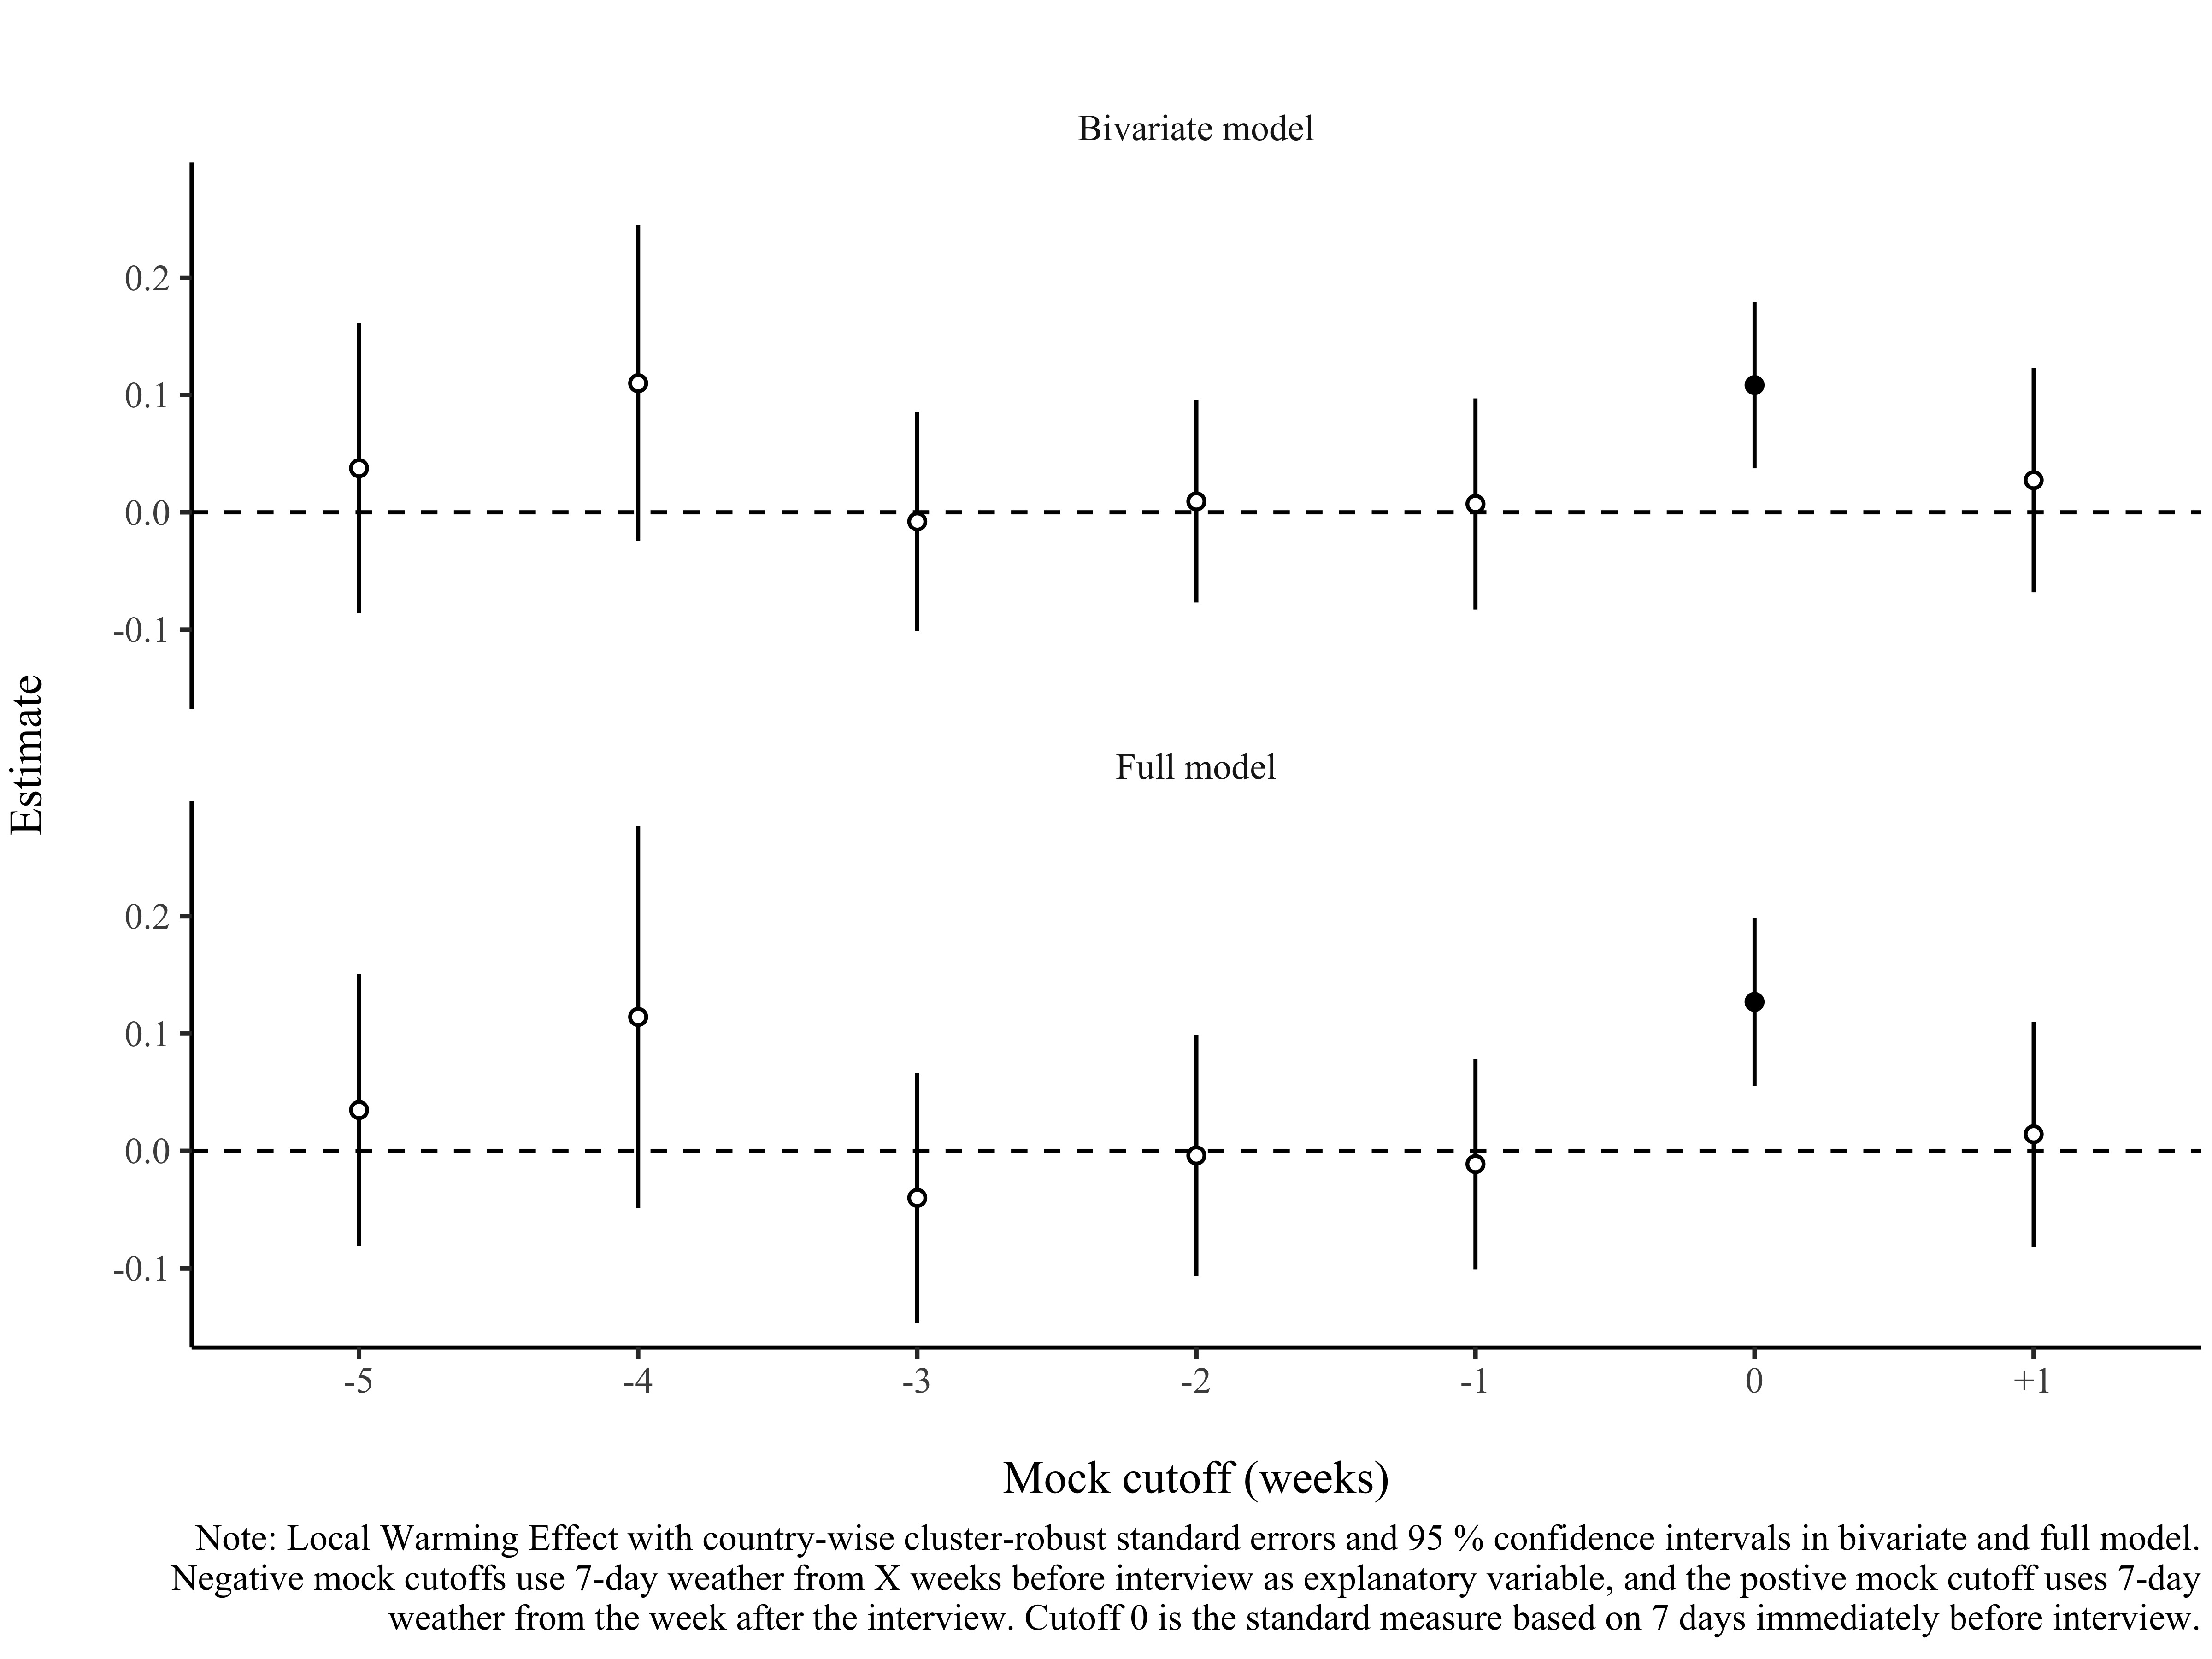 Bivariate model
0.2
0.1
0.0
-0.1
Estimate
Full model
0.2
0.1
0.0
-0.1
-5 -4 -3 -2 -1 0 +1
Mock cutoff (weeks)
Note: Local Warming Effect with country-wise cluster-robust standard errors and 95 % confidence intervals in bivariate and full model.
Negative mock cutoffs use 7-day weather from X weeks before interview as explanatory variable, and the postive mock cutoff uses 7-day
weather from the week after the interview. Cutoff 0 is the standard measure based on 7 days immediately before interview.